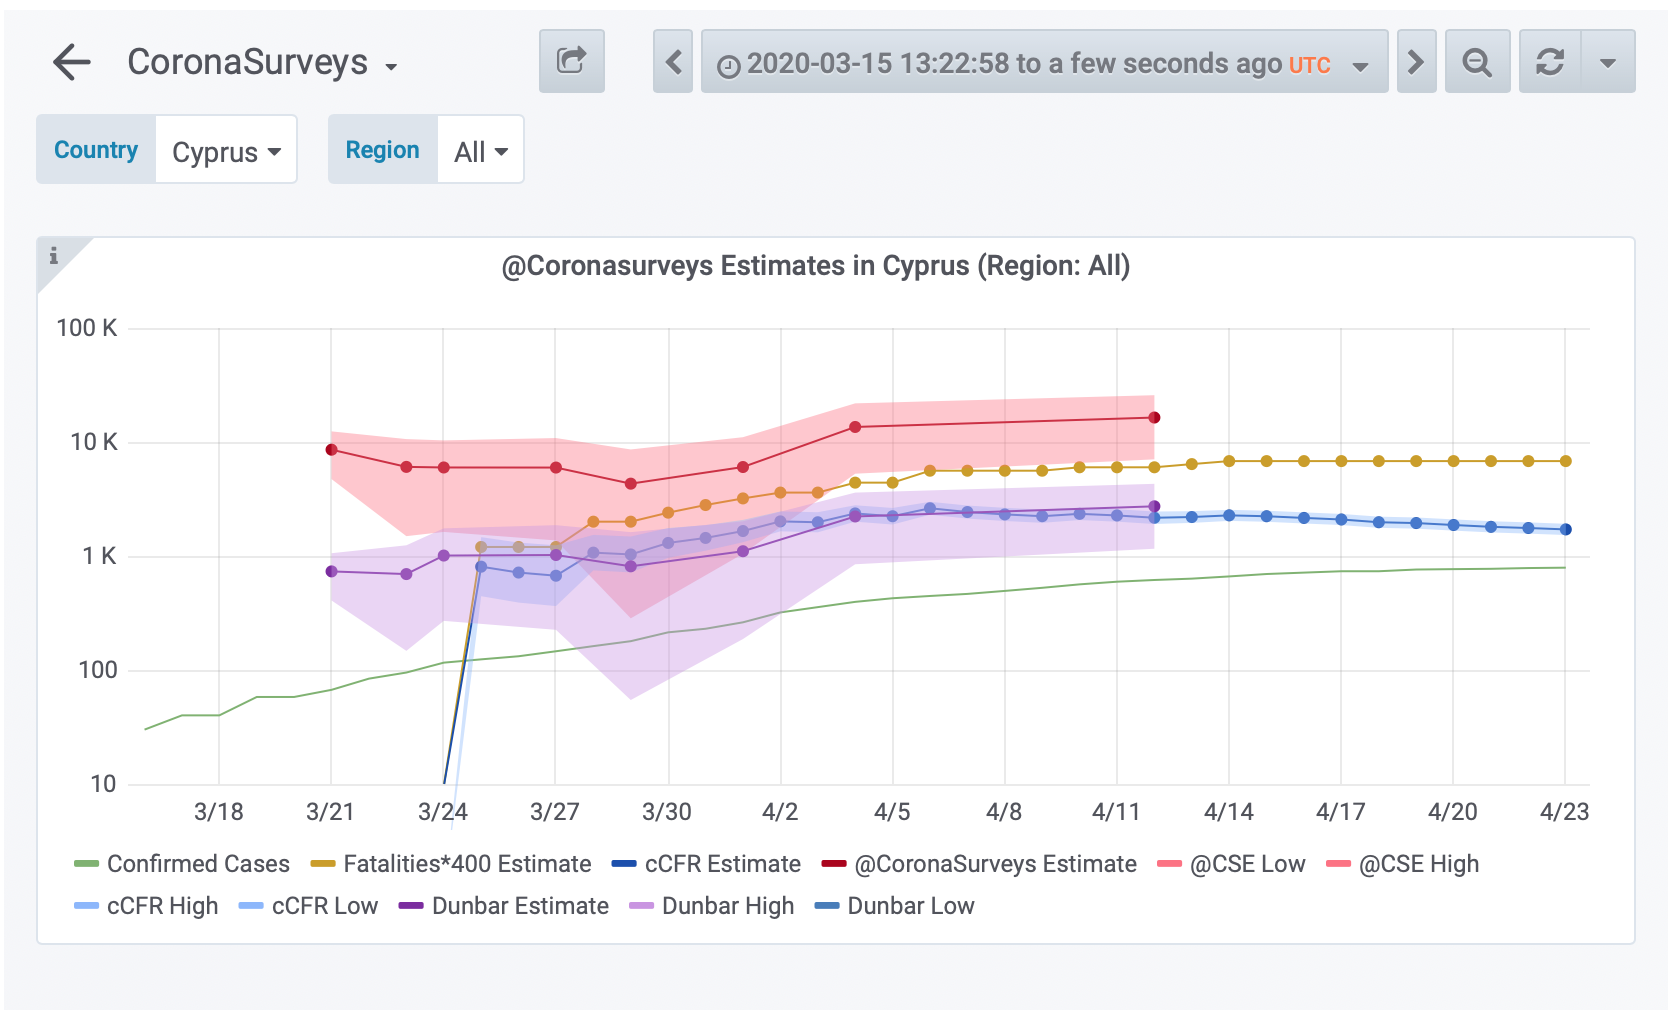 CoronaSurveys
2020-03-15 13:22:58 to a few seconds ago UTC
Country Cyprus Region All
i
@Coronasurveys Estimates in Cyprus (Region: All)
100 K
10 K
1 K
100
10
3/18 3/21 3/24 3/27 3/30 4/2 4/5 4/8 4/11 4/14 4/17 4/20 4/23
Confirmed Cases Fatalities*400 Estimate cCFR Estimate @CoronaSurveys Estimate @CSE Low @CSE High
cCFR High cCFR Low Dunbar Estimate Dunbar High Dunbar Low